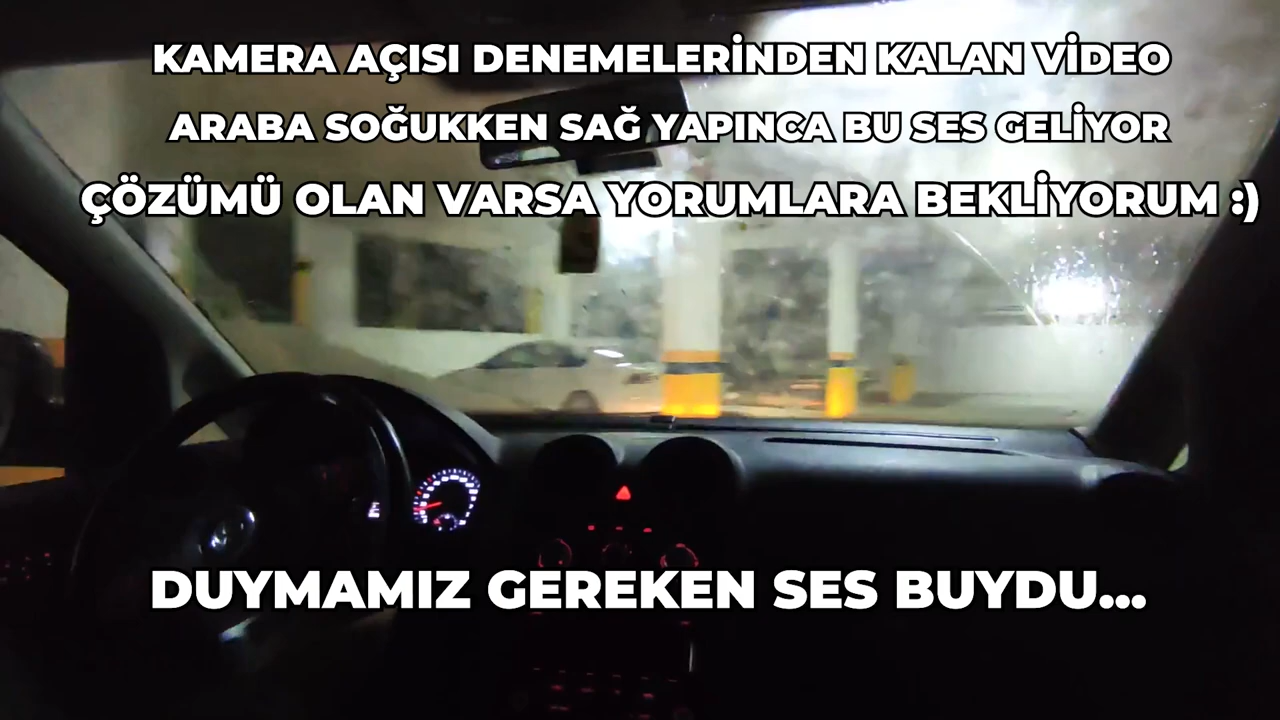 KAMERA AÇISI DENEMELERİNDEN KALAN VİDEO
ARABA SOĞUKKEN SAĞ YAPINCA BU SES GELİYOR
ÇÖZÜMÜ OLAN VARSA YORUMLARA BEKLİYORUM :)
DUYMAMIZ GEREKEN SES BUYDU...